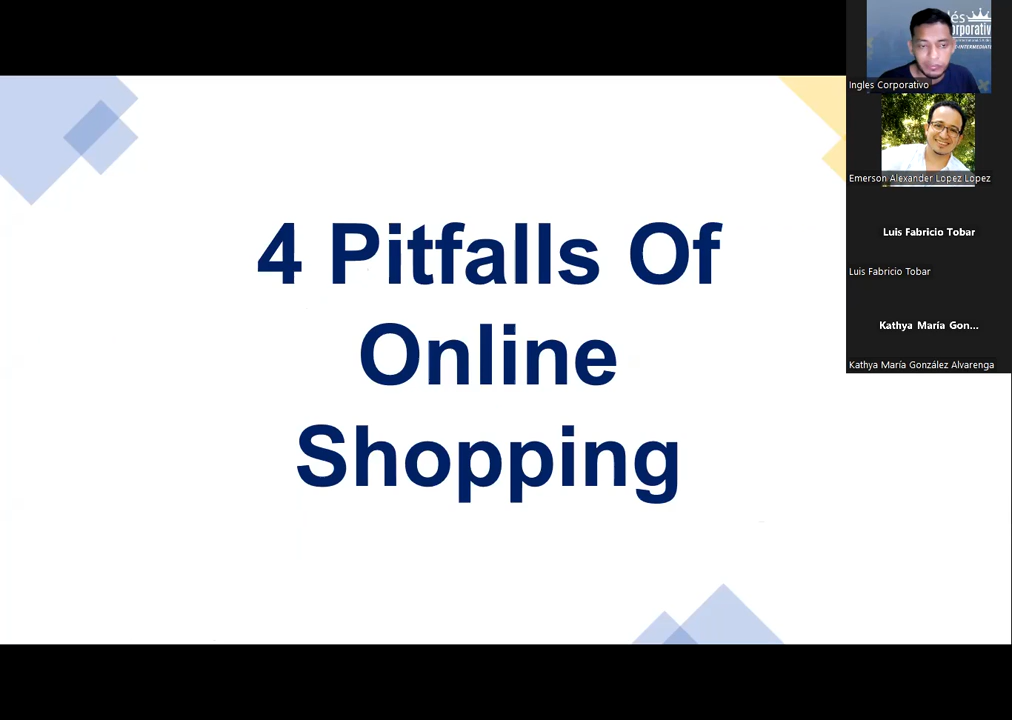 4 Pitfalls Of
Online
Shopping
Ingles Corporativo
Emerson Alexander Lopez Lopez
Luis Fabricio Tobar
Luis Fabricio Tobar
Kathya María Gon...
Kathya María González Alvarenga